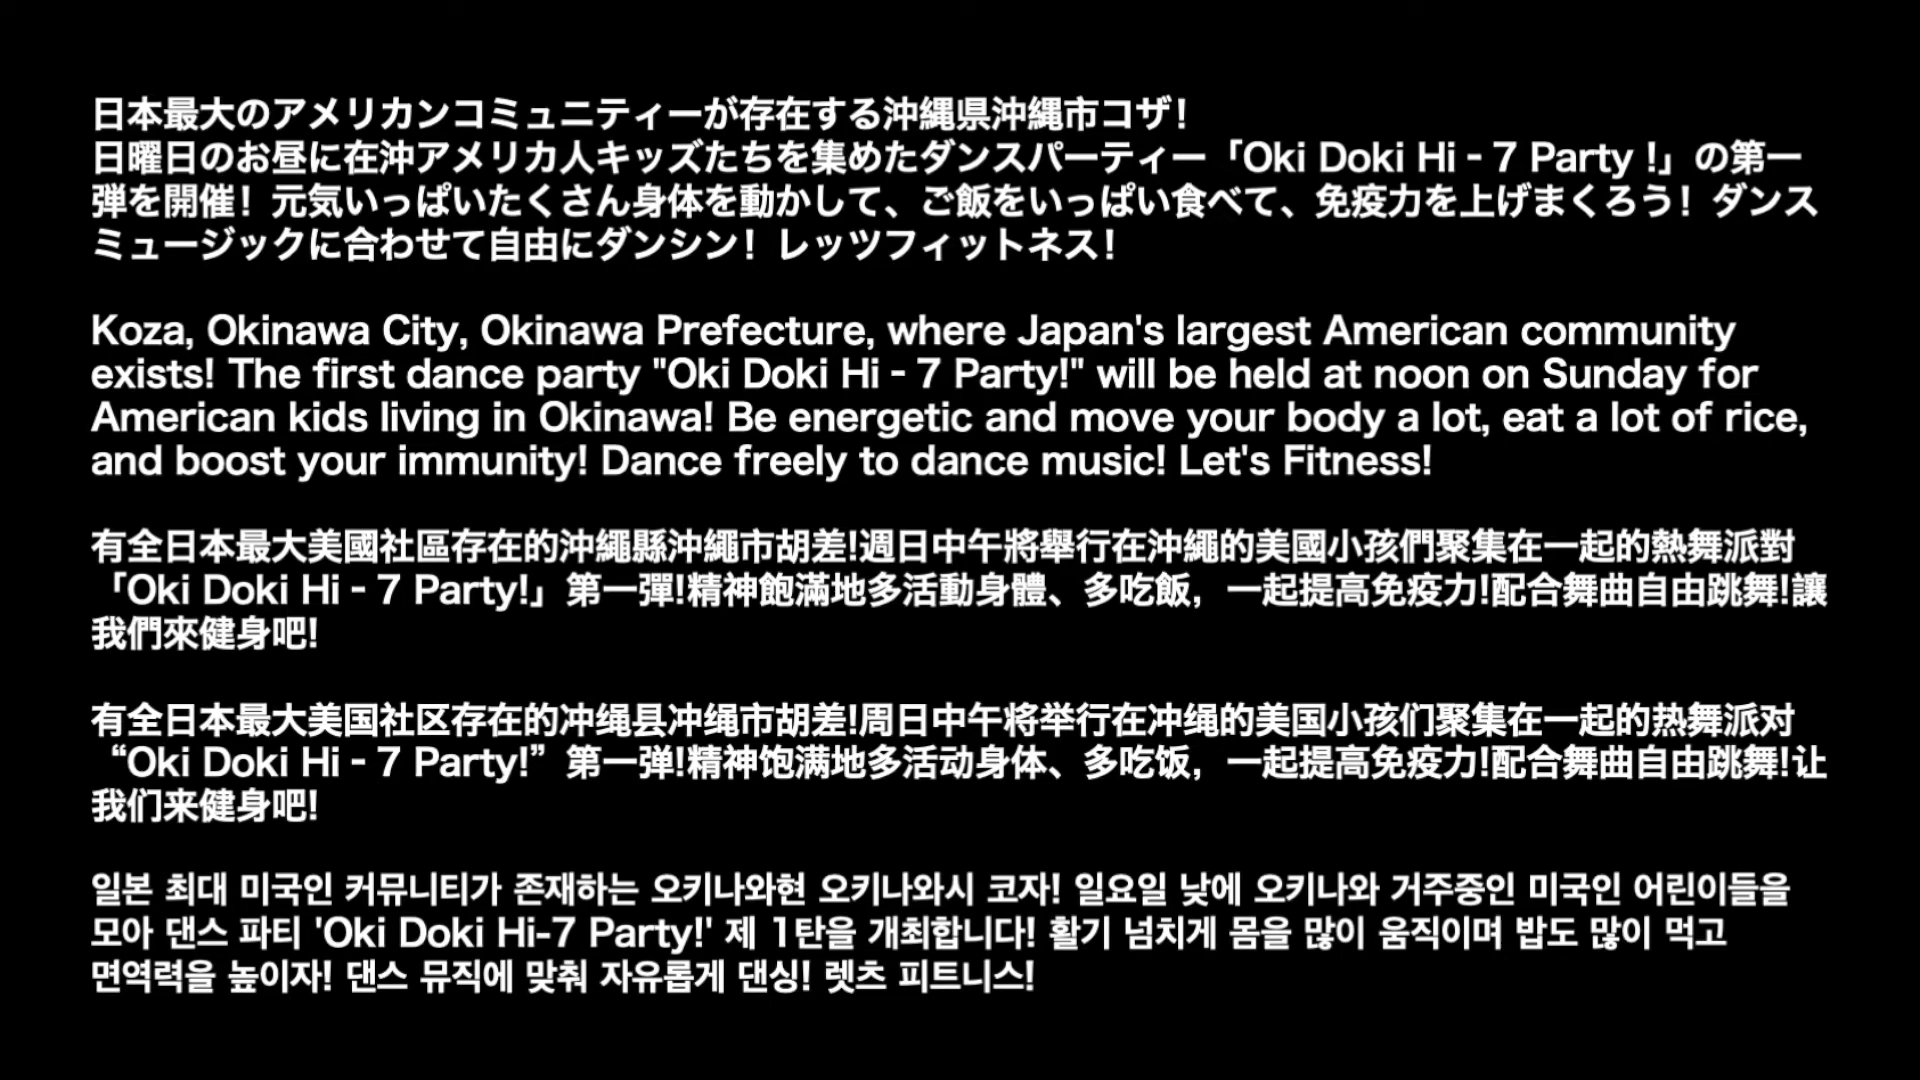 日本最大のアメリカンコミュニティーが存在する沖縄県沖縄市コザ！
日曜日のお昼に在沖アメリカ人キッズたちを集めたダンスパーティー「Oki Doki Hi - 7 Party !」の第一
弾を開催！元気いっぱいたくさん身体を動かして、ご飯をいっぱい食べて、免疫力を上げまくろう！ダンス
ミュージックに合わせて自由にダンシン！レッツフィットネス！
Koza, Okinawa City, Okinawa Prefecture, where Japan's largest American community
exists! The first dance party "Oki Doki Hi - 7 Party!" will be held at noon on Sunday for
American kids living in Okinawa! Be energetic and move your body a lot, eat a lot of rice,
and boost your immunity! Dance freely to dance music! Let's Fitness!
有全日本最大美國社區存在的沖繩縣沖繩市胡差!週日中午將舉行在沖繩的美國小孩們聚集在一起的熱舞派對
「Oki Doki Hi - 7 Party!」第一彈!精神飽滿地多活動身體、多吃飯，一起提高免疫力!配合舞曲自由跳舞!讓
我們來健身吧!
有全日本最大美国社区存在的冲绳县冲绳市胡差!周日中午将举行在冲绳的美国小孩们聚集在一起的热舞派对
“Oki Doki Hi - 7 Party!”第一弹!精神饱满地多活动身体、多吃饭，一起提高免疫力!配合舞曲自由跳舞!让
我们来健身吧!
일본 최대 미국인 커뮤니티가 존재하는 오키나와현 오키나와시 코자! 일요일 낮에 오키나와 거주중인 미국인 어린이들을
모아 댄스 파티 'Oki Doki Hi-7 Party!' 제 1탄을 개최합니다! 활기 넘치게 몸을 많이 움직이며 밥도 많이 먹고
면역력을 높이자! 댄스 뮤직에 맞춰 자유롭게 댄싱! 렛츠 피트니스!